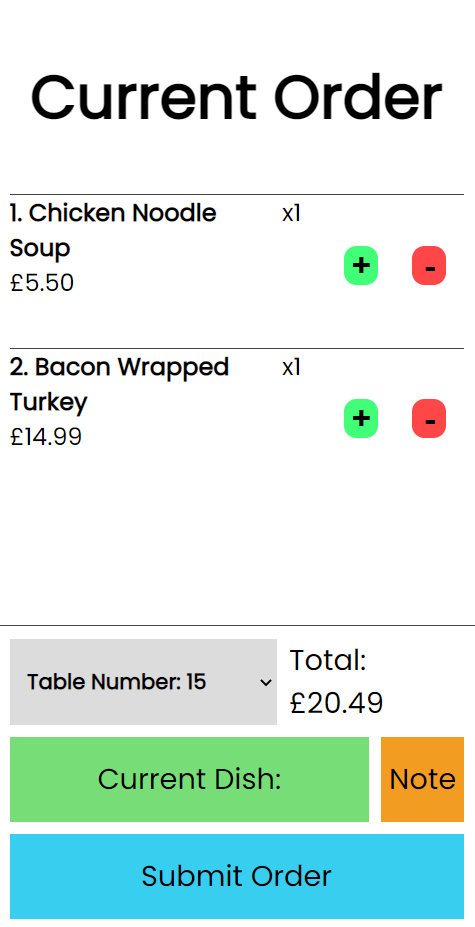 Current Order
1. Chicken Noodle x1
Soup
£5.50
+ -
2. Bacon Wrapped x1
Turkey
£14.99
+ -
Table Number: 15
Total:
£20.49
Current Dish:
Note
Submit Order